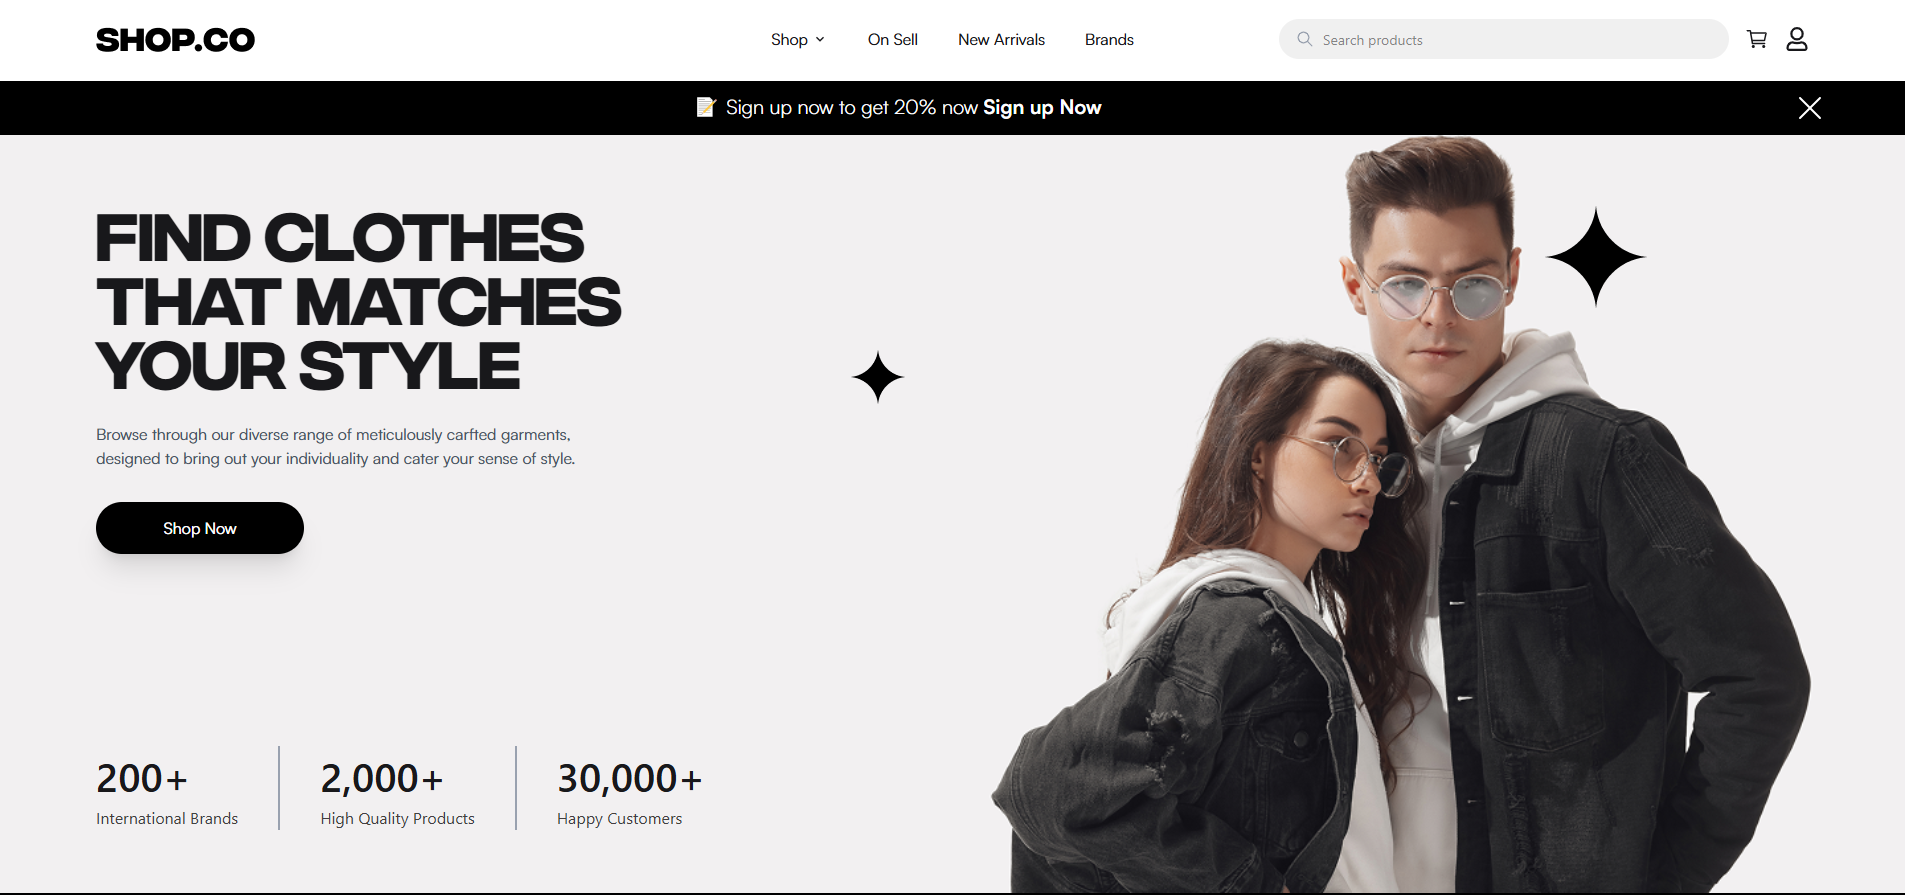 SHOP.CO
Shop
On Sell
New Arrivals
Brands
Search products
📝 Sign up now to get 20% now Sign up Now
FIND CLOTHES
THAT MATCHES
YOUR STYLE
Browse through our diverse range of meticulously carfted garments,
designed to bring out your individuality and cater your sense of style.
Shop Now
200+
International Brands
2,000+
High Quality Products
30,000+
Happy Customers